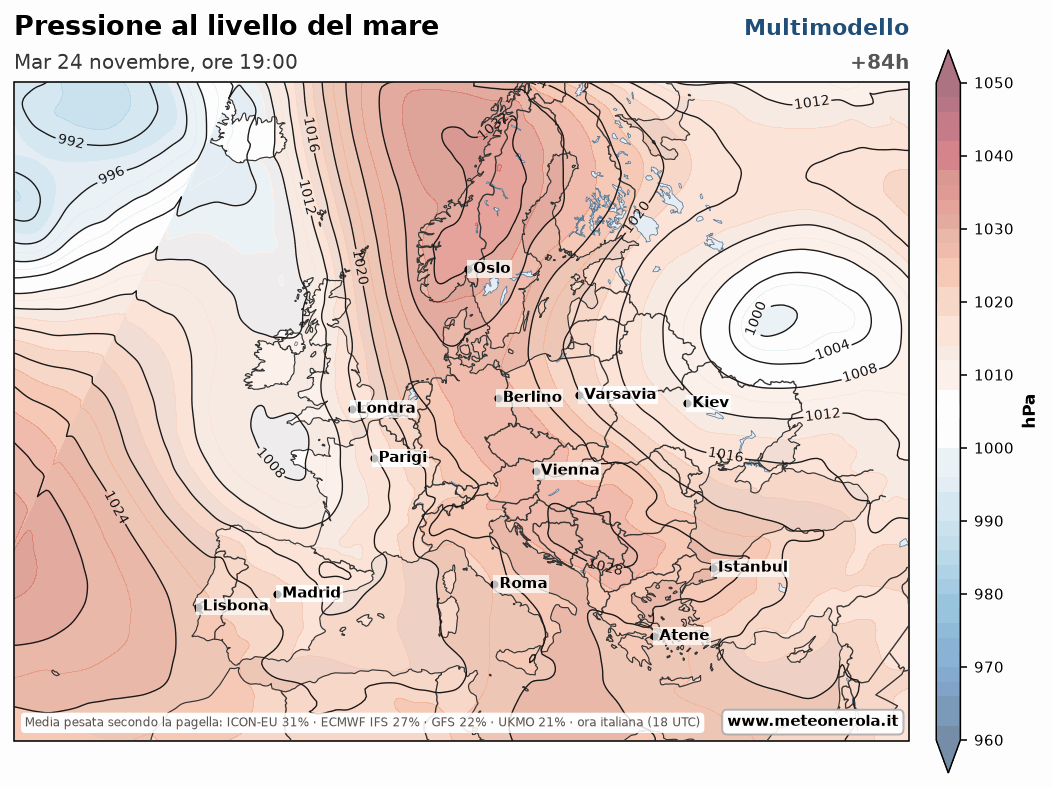 Pressione al livello del mare
Multimodello
Mar 24 novembre, ore 19:00
+84h
1050
1040
1030
1020
1010
1000
990
980
970
960
hPa
1012
992
996
1016
1012
1020
1020
Oslo
1000
1004
1008
Londra
Berlino
Varsavia
Kiev
1012
Parigi
1008
Vienna
1016
1024
1028
Istanbul
Roma
Madrid
Lisbona
Atene
Media pesata secondo la pagella: ICON-EU 31% · ECMWF IFS 27% · GFS 22% · UKMO 21% · ora italiana (18 UTC)
www.meteonerola.it